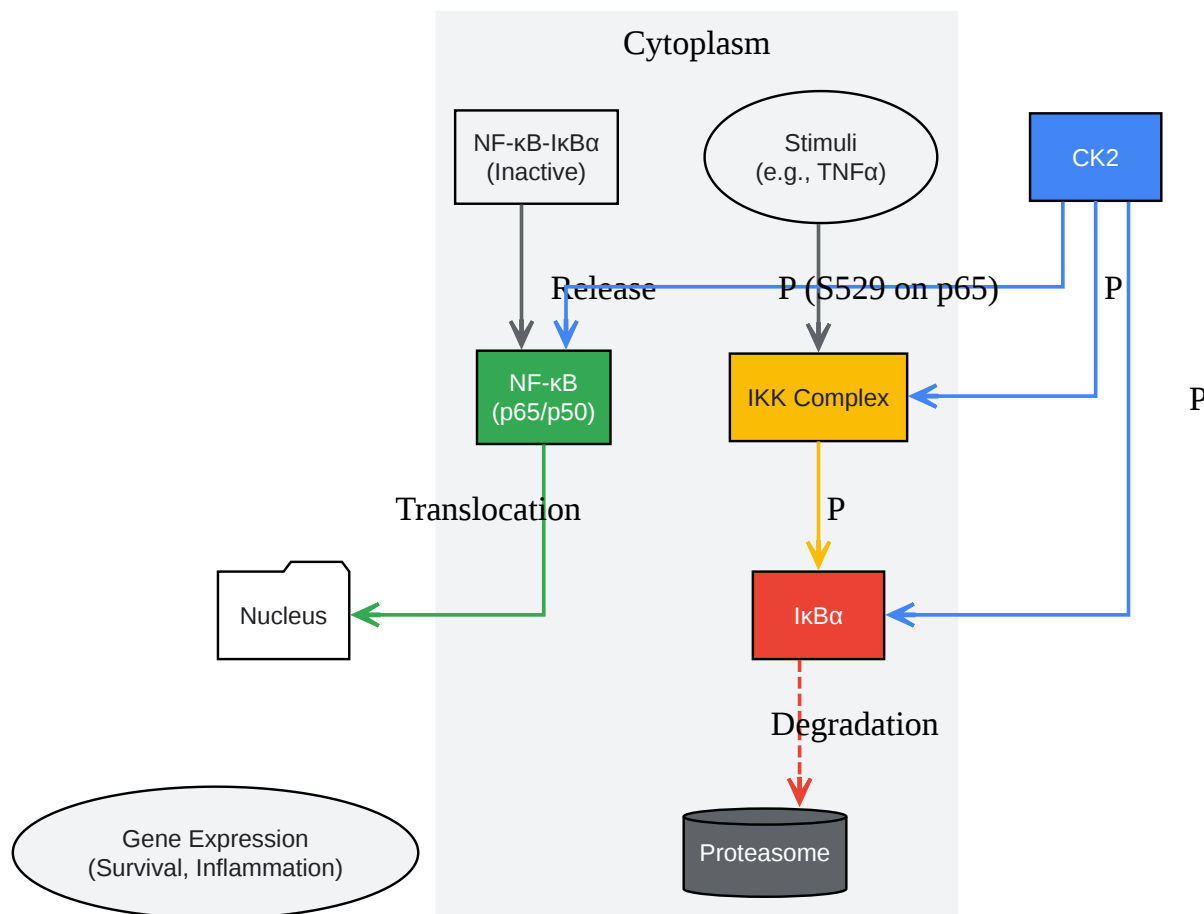 Cytoplasm
NF-κB-IκBα
(Inactive)
Stimuli
(e.g., TNFα)
CK2
Release
P (S529 on p65)
P
NF-κB
(p65/p50)
IKK Complex
P
Translocation
P
Nucleus
IκBα
Degradation
Gene Expression
(Survival, Inflammation)
Proteasome